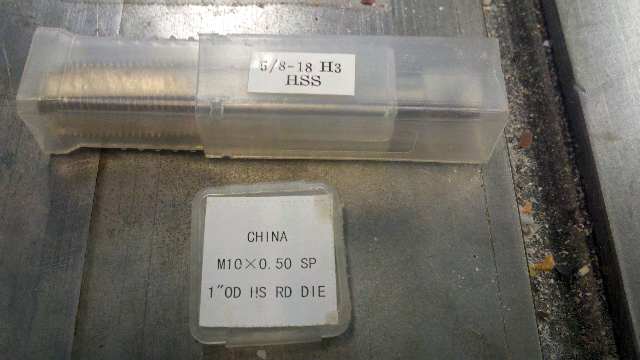 5/8-18 H3
HSS
CHINA
M10×0.50 SP
1"OD HS RD DIE